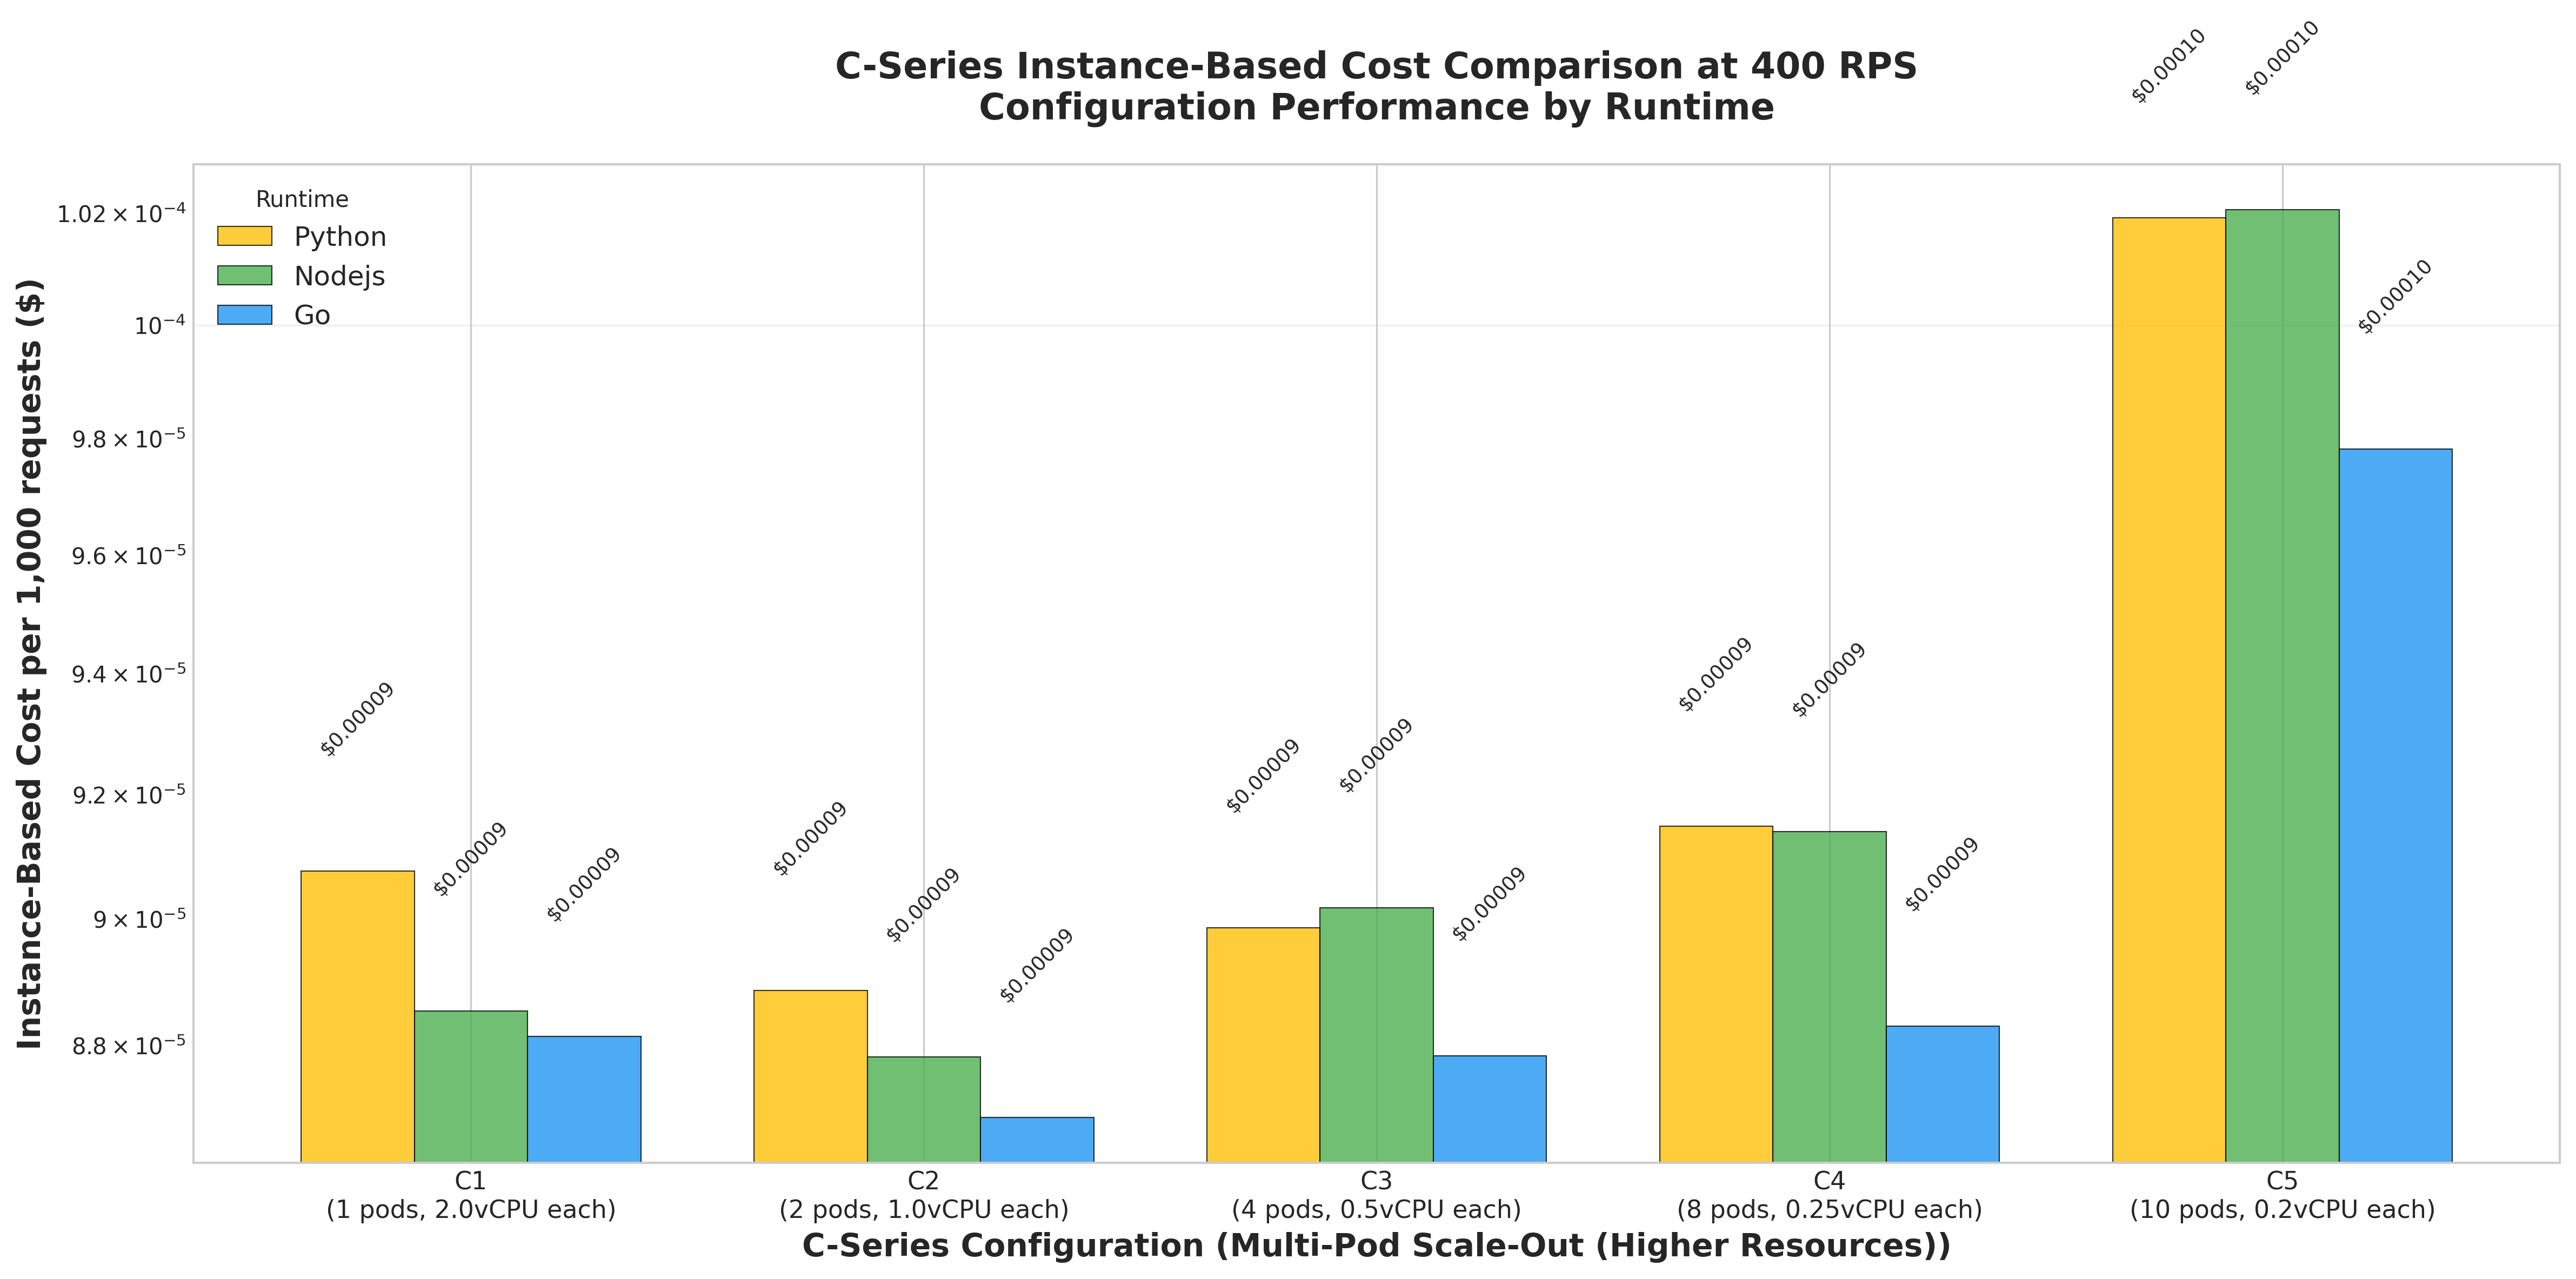 C-Series Instance-Based Cost Comparison at 400 RPS
Configuration Performance by Runtime
Instance-Based Cost per 1,000 requests ($)
1.02 × 10⁻⁴
10⁻⁴
9.8 × 10⁻⁵
9.6 × 10⁻⁵
9.4 × 10⁻⁵
9.2 × 10⁻⁵
9 × 10⁻⁵
8.8 × 10⁻⁵
Runtime
Python
Nodejs
Go
$0.00009
$0.00009
$0.00009
$0.00009
$0.00009
$0.00009
$0.00009
$0.00009
$0.00009
$0.00009
$0.00009
$0.00009
$0.00010
$0.00010
$0.00010
C1
(1 pods, 2.0vCPU each)
C2
(2 pods, 1.0vCPU each)
C3
(4 pods, 0.5vCPU each)
C4
(8 pods, 0.25vCPU each)
C5
(10 pods, 0.2vCPU each)
C-Series Configuration (Multi-Pod Scale-Out (Higher Resources))